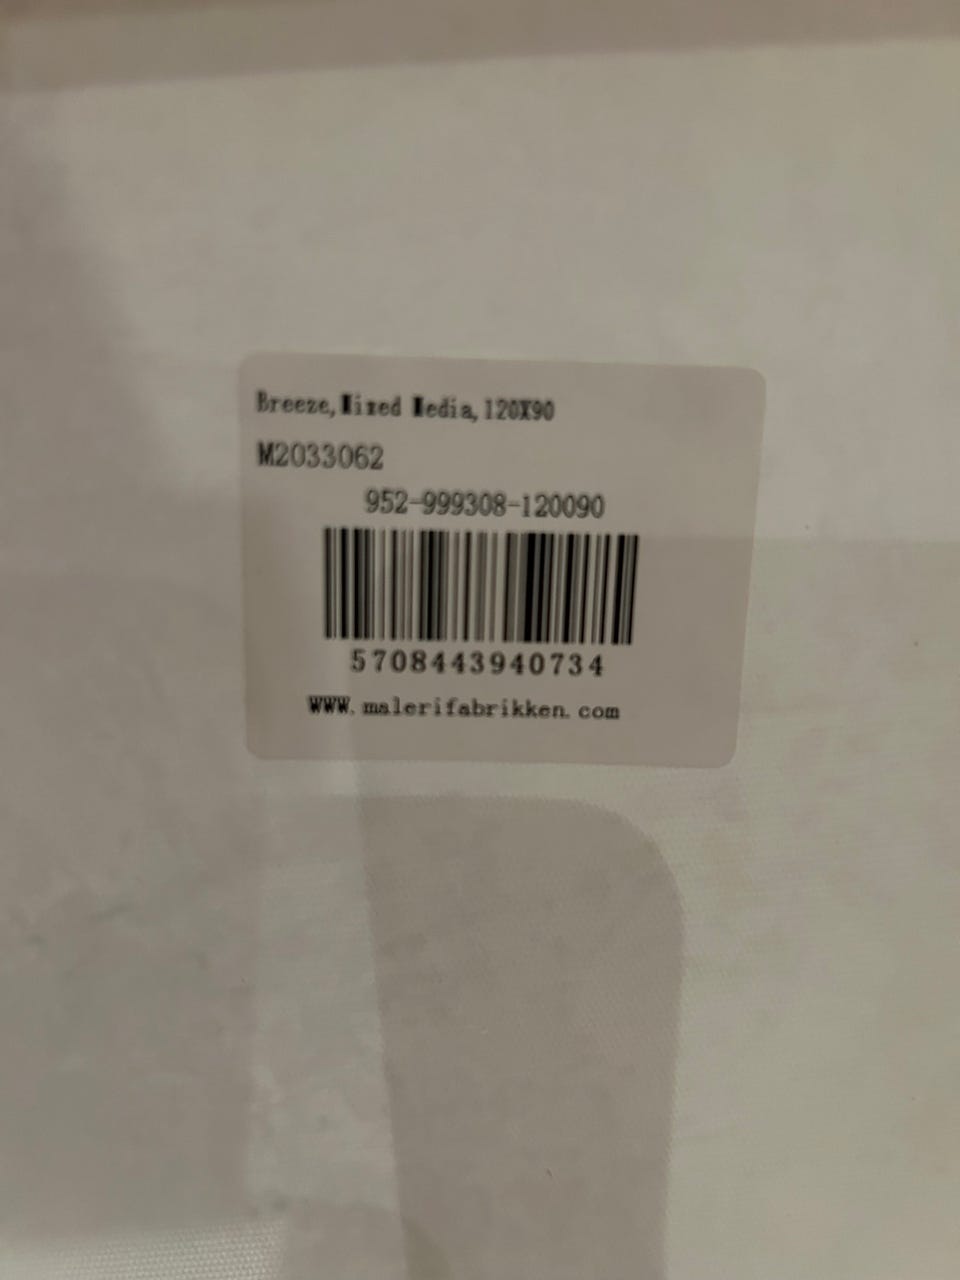 Breeze,Mixed Media,120X90
M2033062
952-999308-120090
5708443940734
WWW.malerifabrikken.com